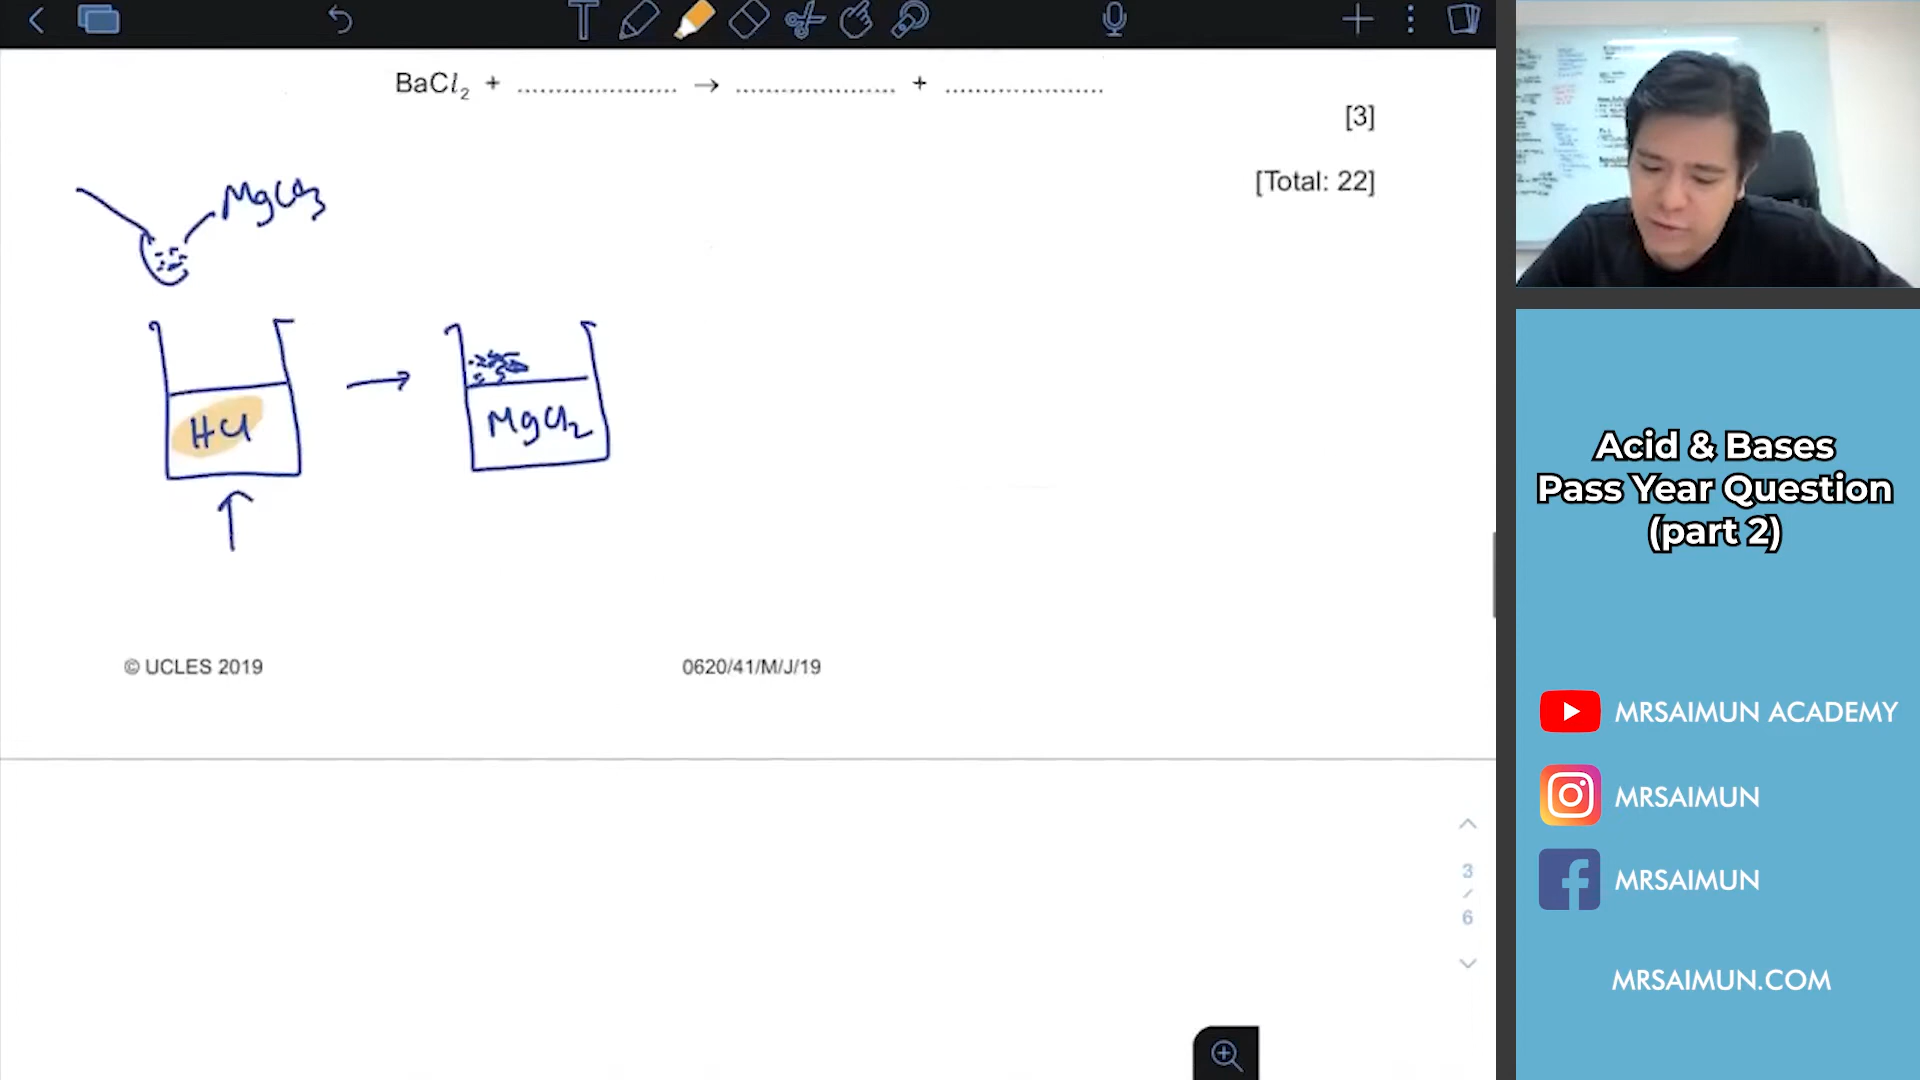 BaCl2 + .................... → .................... + ....................
[3]
[Total: 22]
MgCO3
HCl
MgCl2
© UCLES 2019
0620/41/M/J/19
3
/
6
Acid & Bases
Pass Year Question
(part 2)
MRSAIMUN ACADEMY
MRSAIMUN
MRSAIMUN
MRSAIMUN.COM